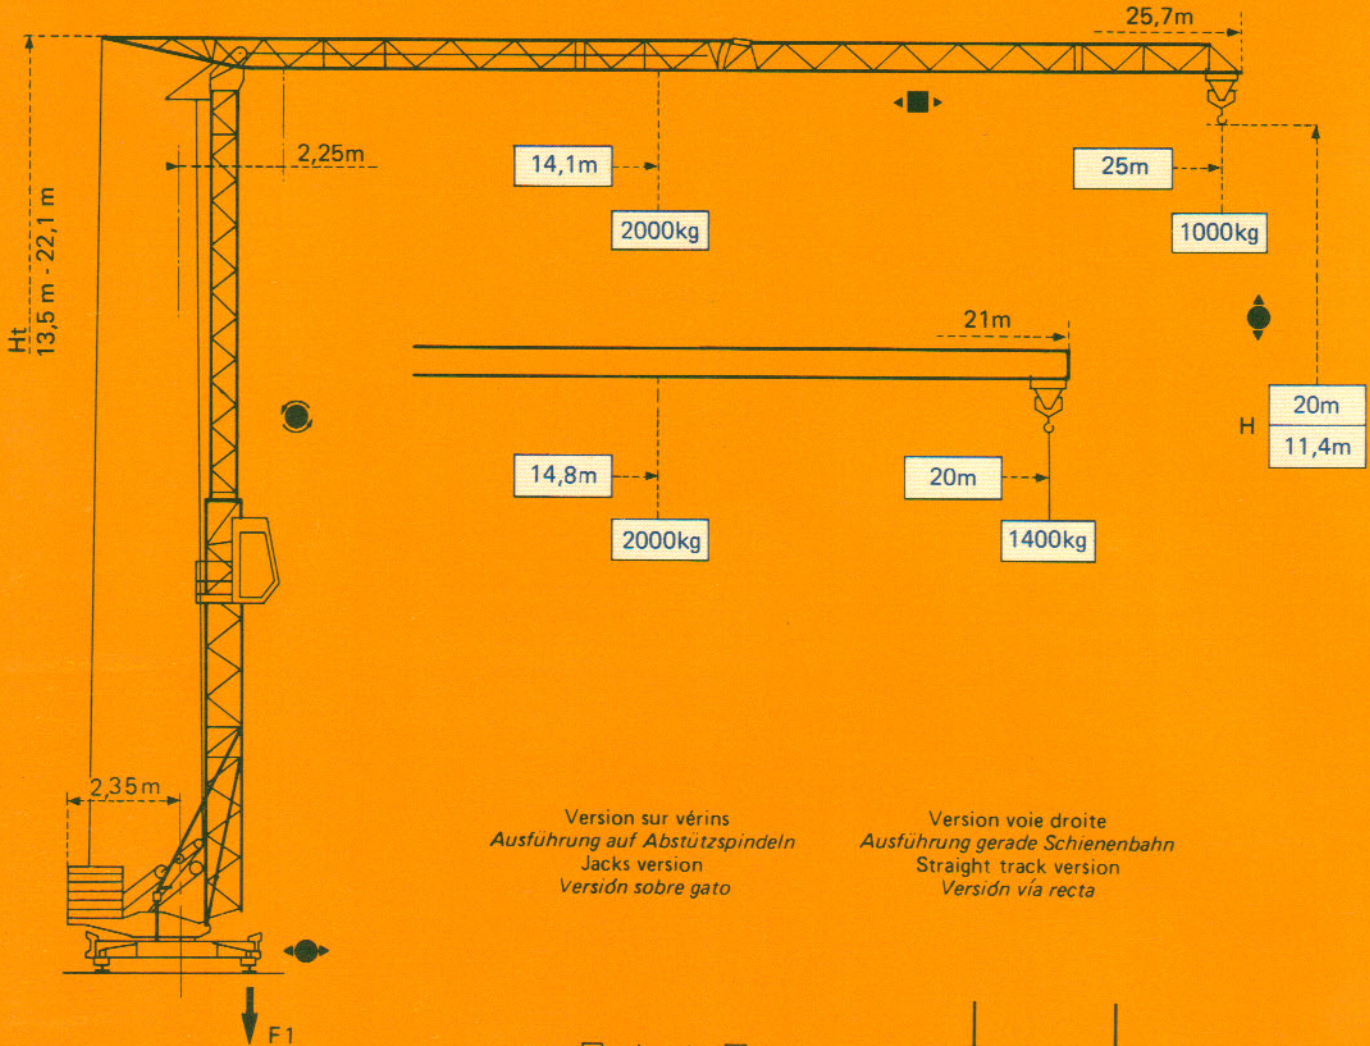 25,7m
2,25m
14,1m
25m
2000kg
1000kg
Ht
13,5 m - 22,1 m
21m
20m
H
11,4m
14,8m
20m
2000kg
1400kg
2,35m
Version sur vérins
Ausführung auf Abstützspindeln
Jacks version
Versión sobre gato
Version voie droite
Ausführung gerade Schienenbahn
Straight track version
Versión vía recta
F1